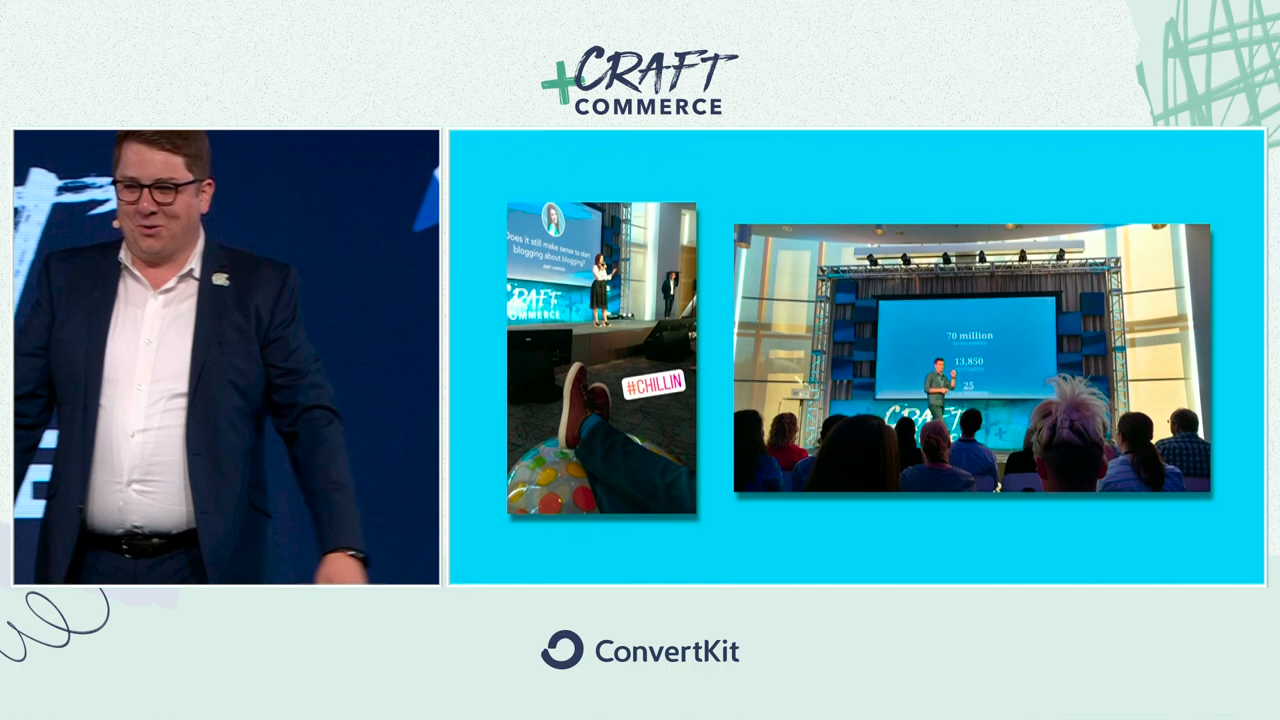 CRAFT
COMMERCE
Does it still make sense to start
blogging about blogging?
CRAFT
COMMERCE
#CHILLIN
70 million
13,850
25
CRAFT
ConvertKit